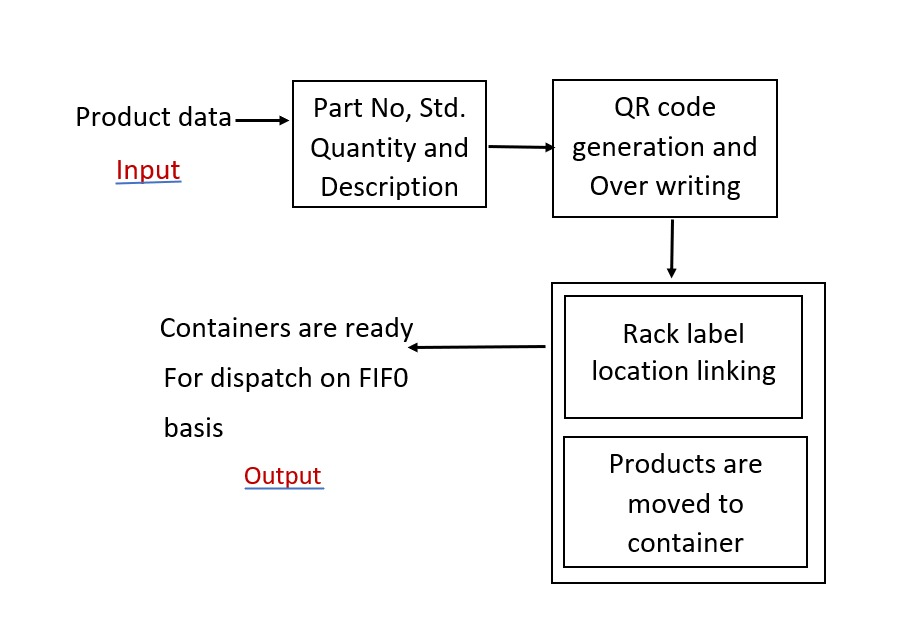 Product data
Input
Part No, Std.
Quantity and
Description
QR code
generation and
Over writing
Rack label
location linking
Products are
moved to
container
Containers are ready
For dispatch on FIF0
basis
Output